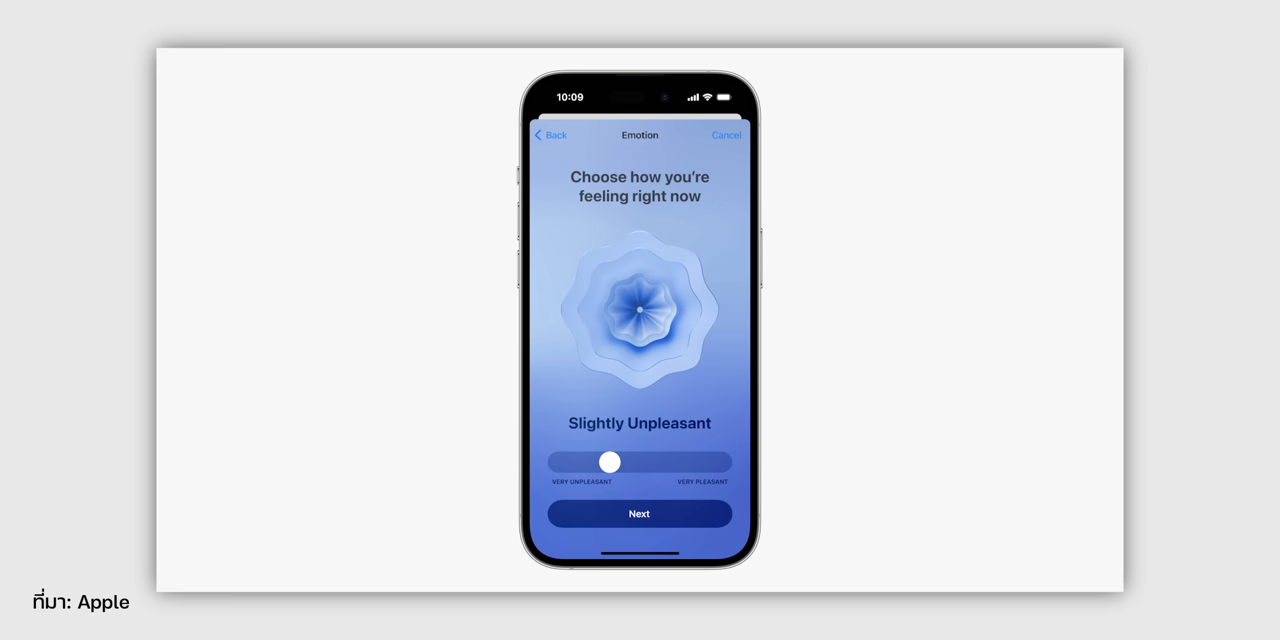 10:09
Back
Emotion
Cancel
Choose how you're
feeling right now
Slightly Unpleasant
VERY UNPLEASANT
VERY PLEASANT
Next
ที่มา: Apple